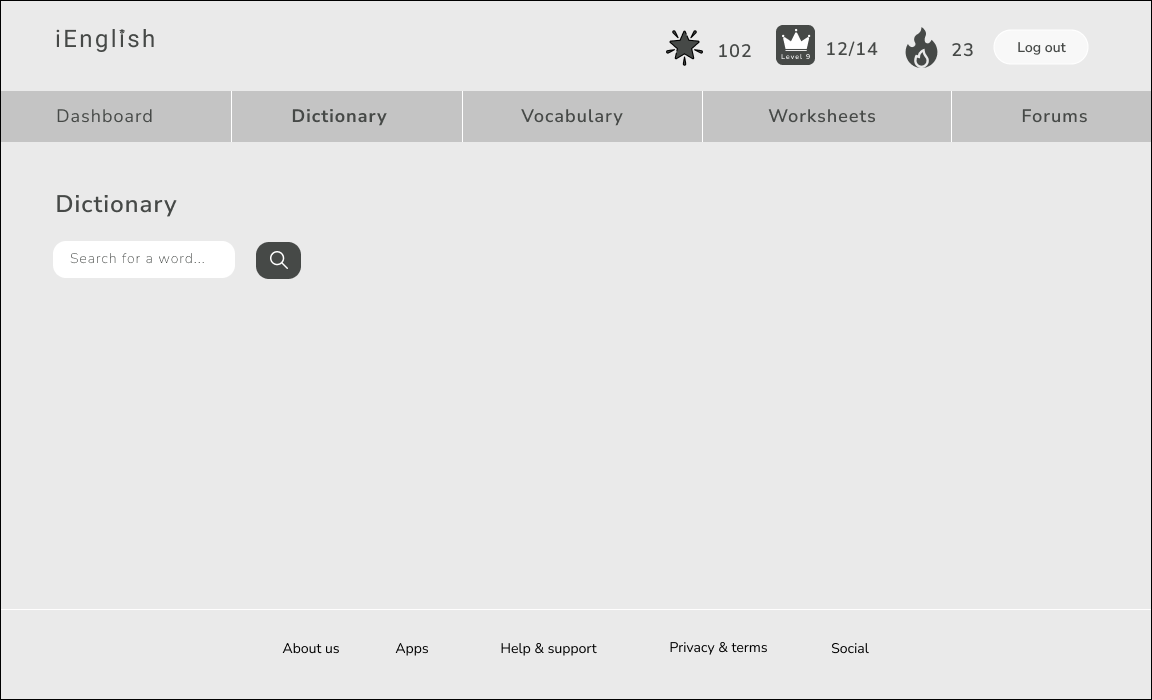 iEnglish
102
Level 9
12/14
23
Log out
Dashboard
Dictionary
Vocabulary
Worksheets
Forums
Dictionary
Search for a word...
About us
Apps
Help & support
Privacy & terms
Social